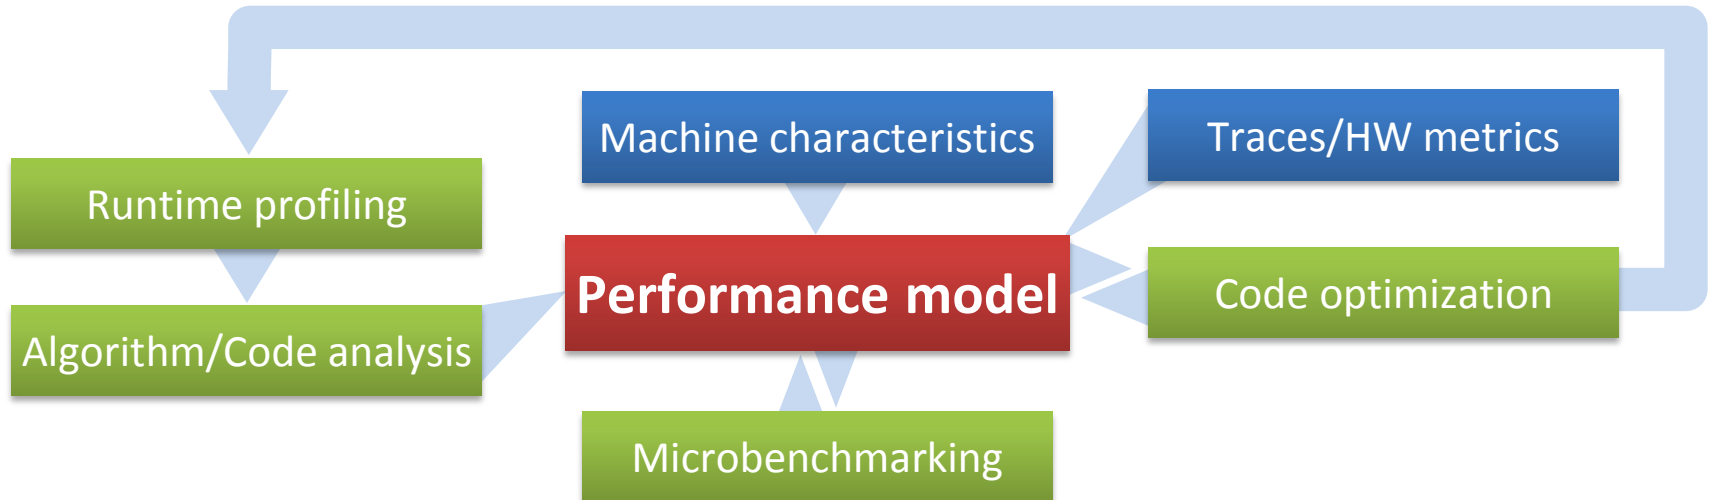 Machine characteristics
Traces/HW metrics
Runtime profiling
Performance model
Code optimization
Algorithm/Code analysis
Microbenchmarking